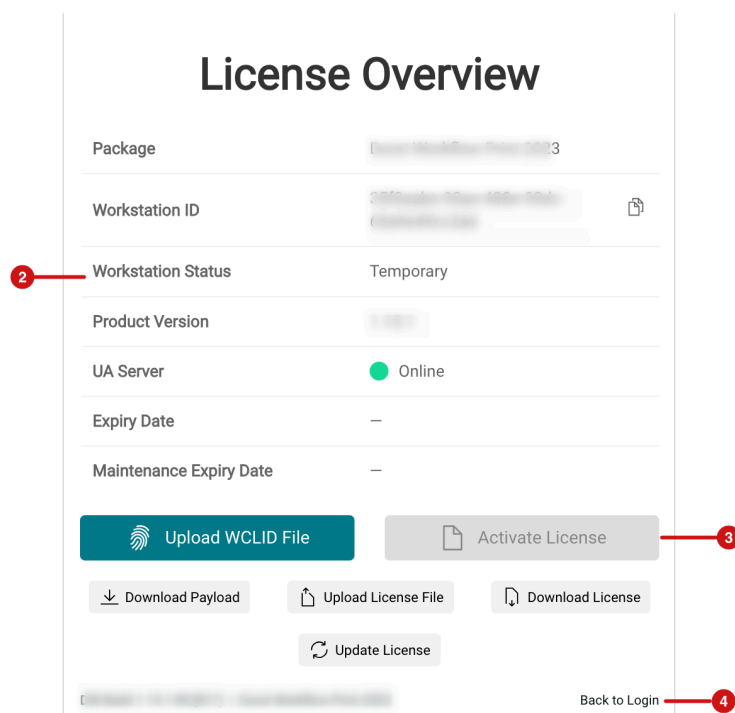 License Overview
Package 3
Workstation ID
2
Workstation Status Temporary
Product Version
UA Server Online
Expiry Date –
Maintenance Expiry Date –
Upload WCLID File Activate License 3
Download Payload Upload License File Download License
Update License
Back to Login 4